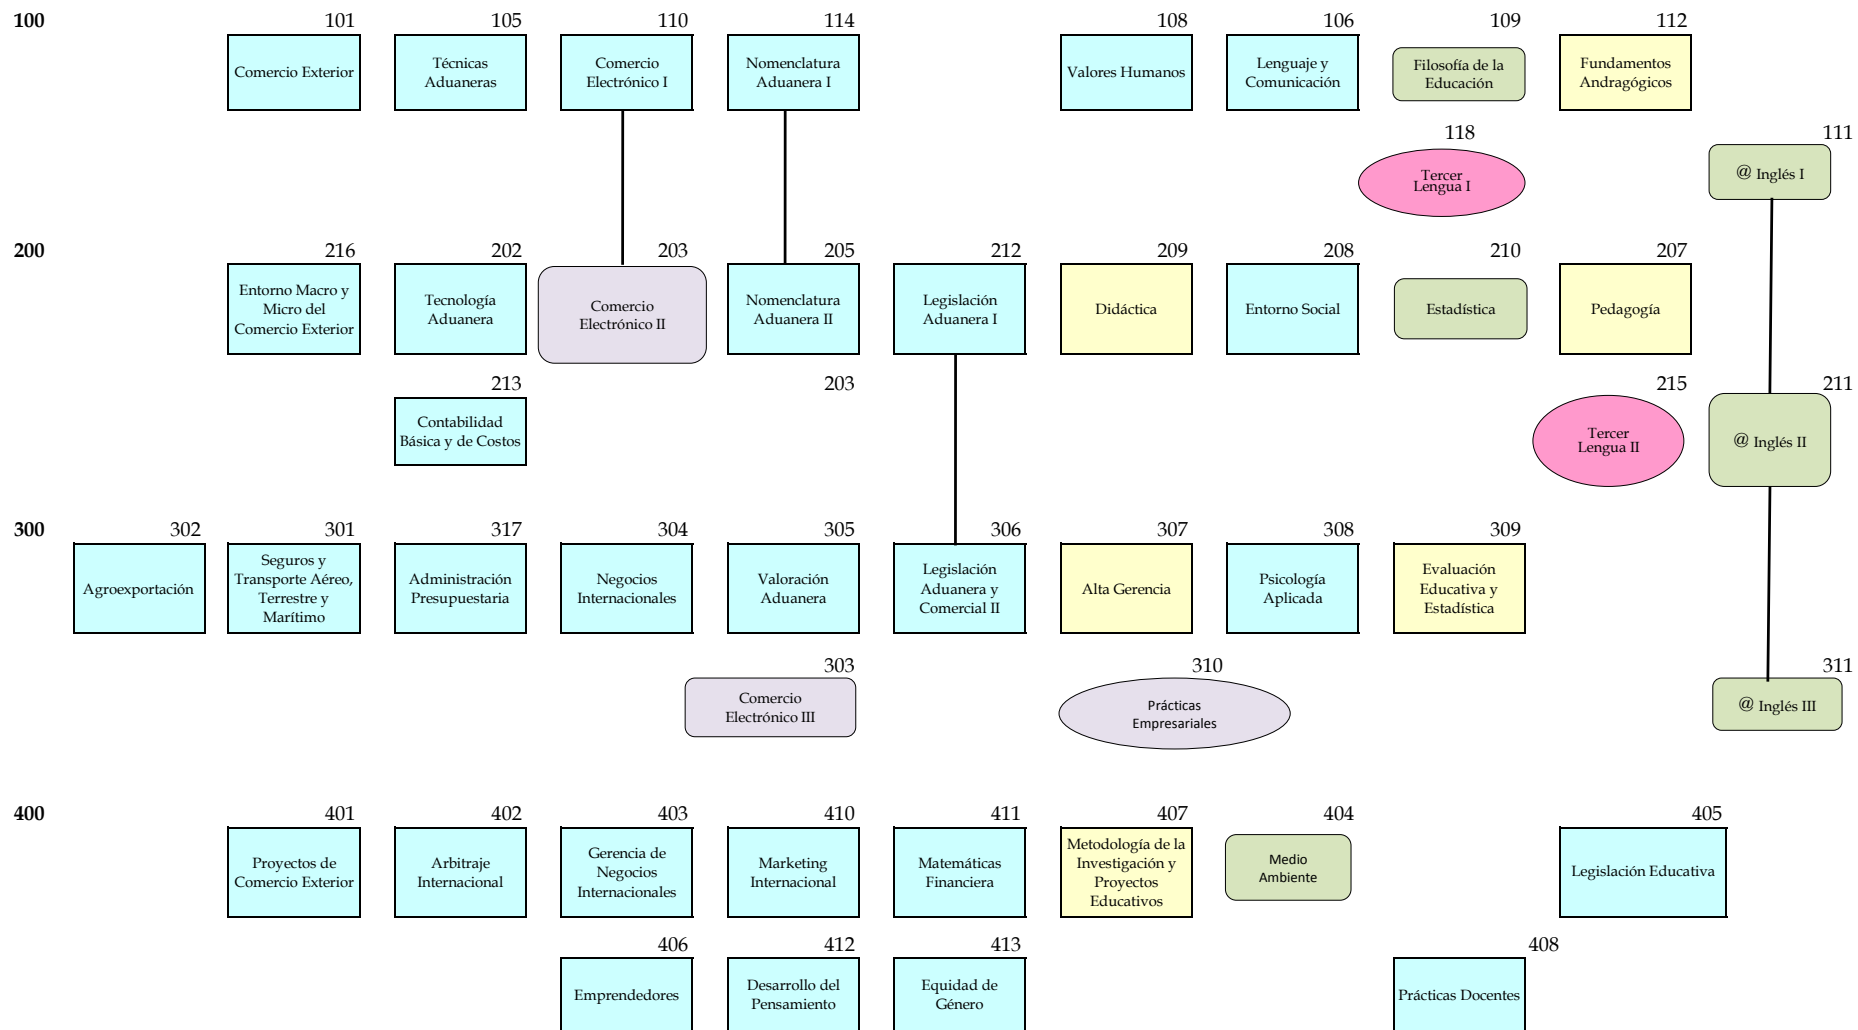 100
101
105
110
114
108
106
109
112
Comercio Exterior
Técnicas
Aduaneras
Comercio
Electrónico I
Nomenclatura
Aduanera I
Valores Humanos
Lenguaje y
Comunicación
Filosofía de la
Educación
Fundamentos
Andragógicos
118
111
Tercer
Lengua I
@ Inglés I
200
216
202
203
205
212
209
208
210
207
Entorno Macro y
Micro del
Comercio Exterior
Tecnología
Aduanera
Comercio
Electrónico II
Nomenclatura
Aduanera II
Legislación
Aduanera I
Didáctica
Entorno Social
Estadística
Pedagogía
213
203
215
211
Contabilidad
Básica y de Costos
Tercer
Lengua II
@ Inglés II
300
302
301
317
304
305
306
307
308
309
Agroexportación
Seguros y
Transporte Aéreo,
Terrestre y
Marítimo
Administración
Presupuestaria
Negocios
Internacionales
Valoración
Aduanera
Legislación
Aduanera y
Comercial II
Alta Gerencia
Psicología
Aplicada
Evaluación
Educativa y
Estadística
303
310
311
Comercio
Electrónico III
Prácticas
Empresariales
@ Inglés III
400
401
402
403
410
411
407
404
405
Proyectos de
Comercio Exterior
Arbitraje
Internacional
Gerencia de
Negocios
Internacionales
Marketing
Internacional
Matemáticas
Financiera
Metodología de la
Investigación y
Proyectos
Educativos
Medio
Ambiente
Legislación Educativa
406
412
413
408
Emprendedores
Desarrollo del
Pensamiento
Equidad de
Género
Prácticas Docentes